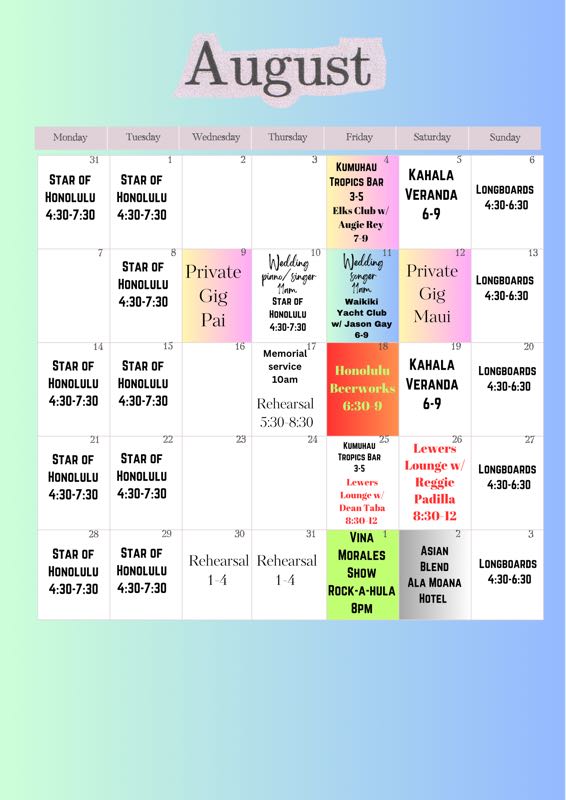 August
Monday Tuesday Wednesday Thursday Friday Saturday Sunday
31
Star of
Honolulu
4:30-7:30
1
Star of
Honolulu
4:30-7:30
2
3
4
Kumuhau
Tropics Bar
3-5
Elks Club w/
Augie Rey
7-9
5
Kahala
Veranda
6-9
6
Longboards
4:30-6:30
7
8
Star of
Honolulu
4:30-7:30
9
Private
Gig
Pai
10
Wedding
piano/singer
11am
Star of
Honolulu
4:30-7:30
11
Wedding
singer
11am
Waikiki
Yacht Club
w/ Jason Gay
6-9
12
Private
Gig
Maui
13
Longboards
4:30-6:30
14
Star of
Honolulu
4:30-7:30
15
Star of
Honolulu
4:30-7:30
16
17
Memorial
service
10am
Rehearsal
5:30-8:30
18
Honolulu
Beerworks
6:30-9
19
Kahala
Veranda
6-9
20
Longboards
4:30-6:30
21
Star of
Honolulu
4:30-7:30
22
Star of
Honolulu
4:30-7:30
23
24
25
Kumuhau
Tropics Bar
3-5
Lewers
Lounge w/
Dean Taba
8:30-12
26
Lewers
Lounge w/
Reggie
Padilla
8:30-12
27
Longboards
4:30-6:30
28
Star of
Honolulu
4:30-7:30
29
Star of
Honolulu
4:30-7:30
30
Rehearsal
1-4
31
Rehearsal
1-4
1
Vina
Morales
Show
Rock-a-Hula
8pm
2
Asian
Blend
Ala Moana
Hotel
3
Longboards
4:30-6:30